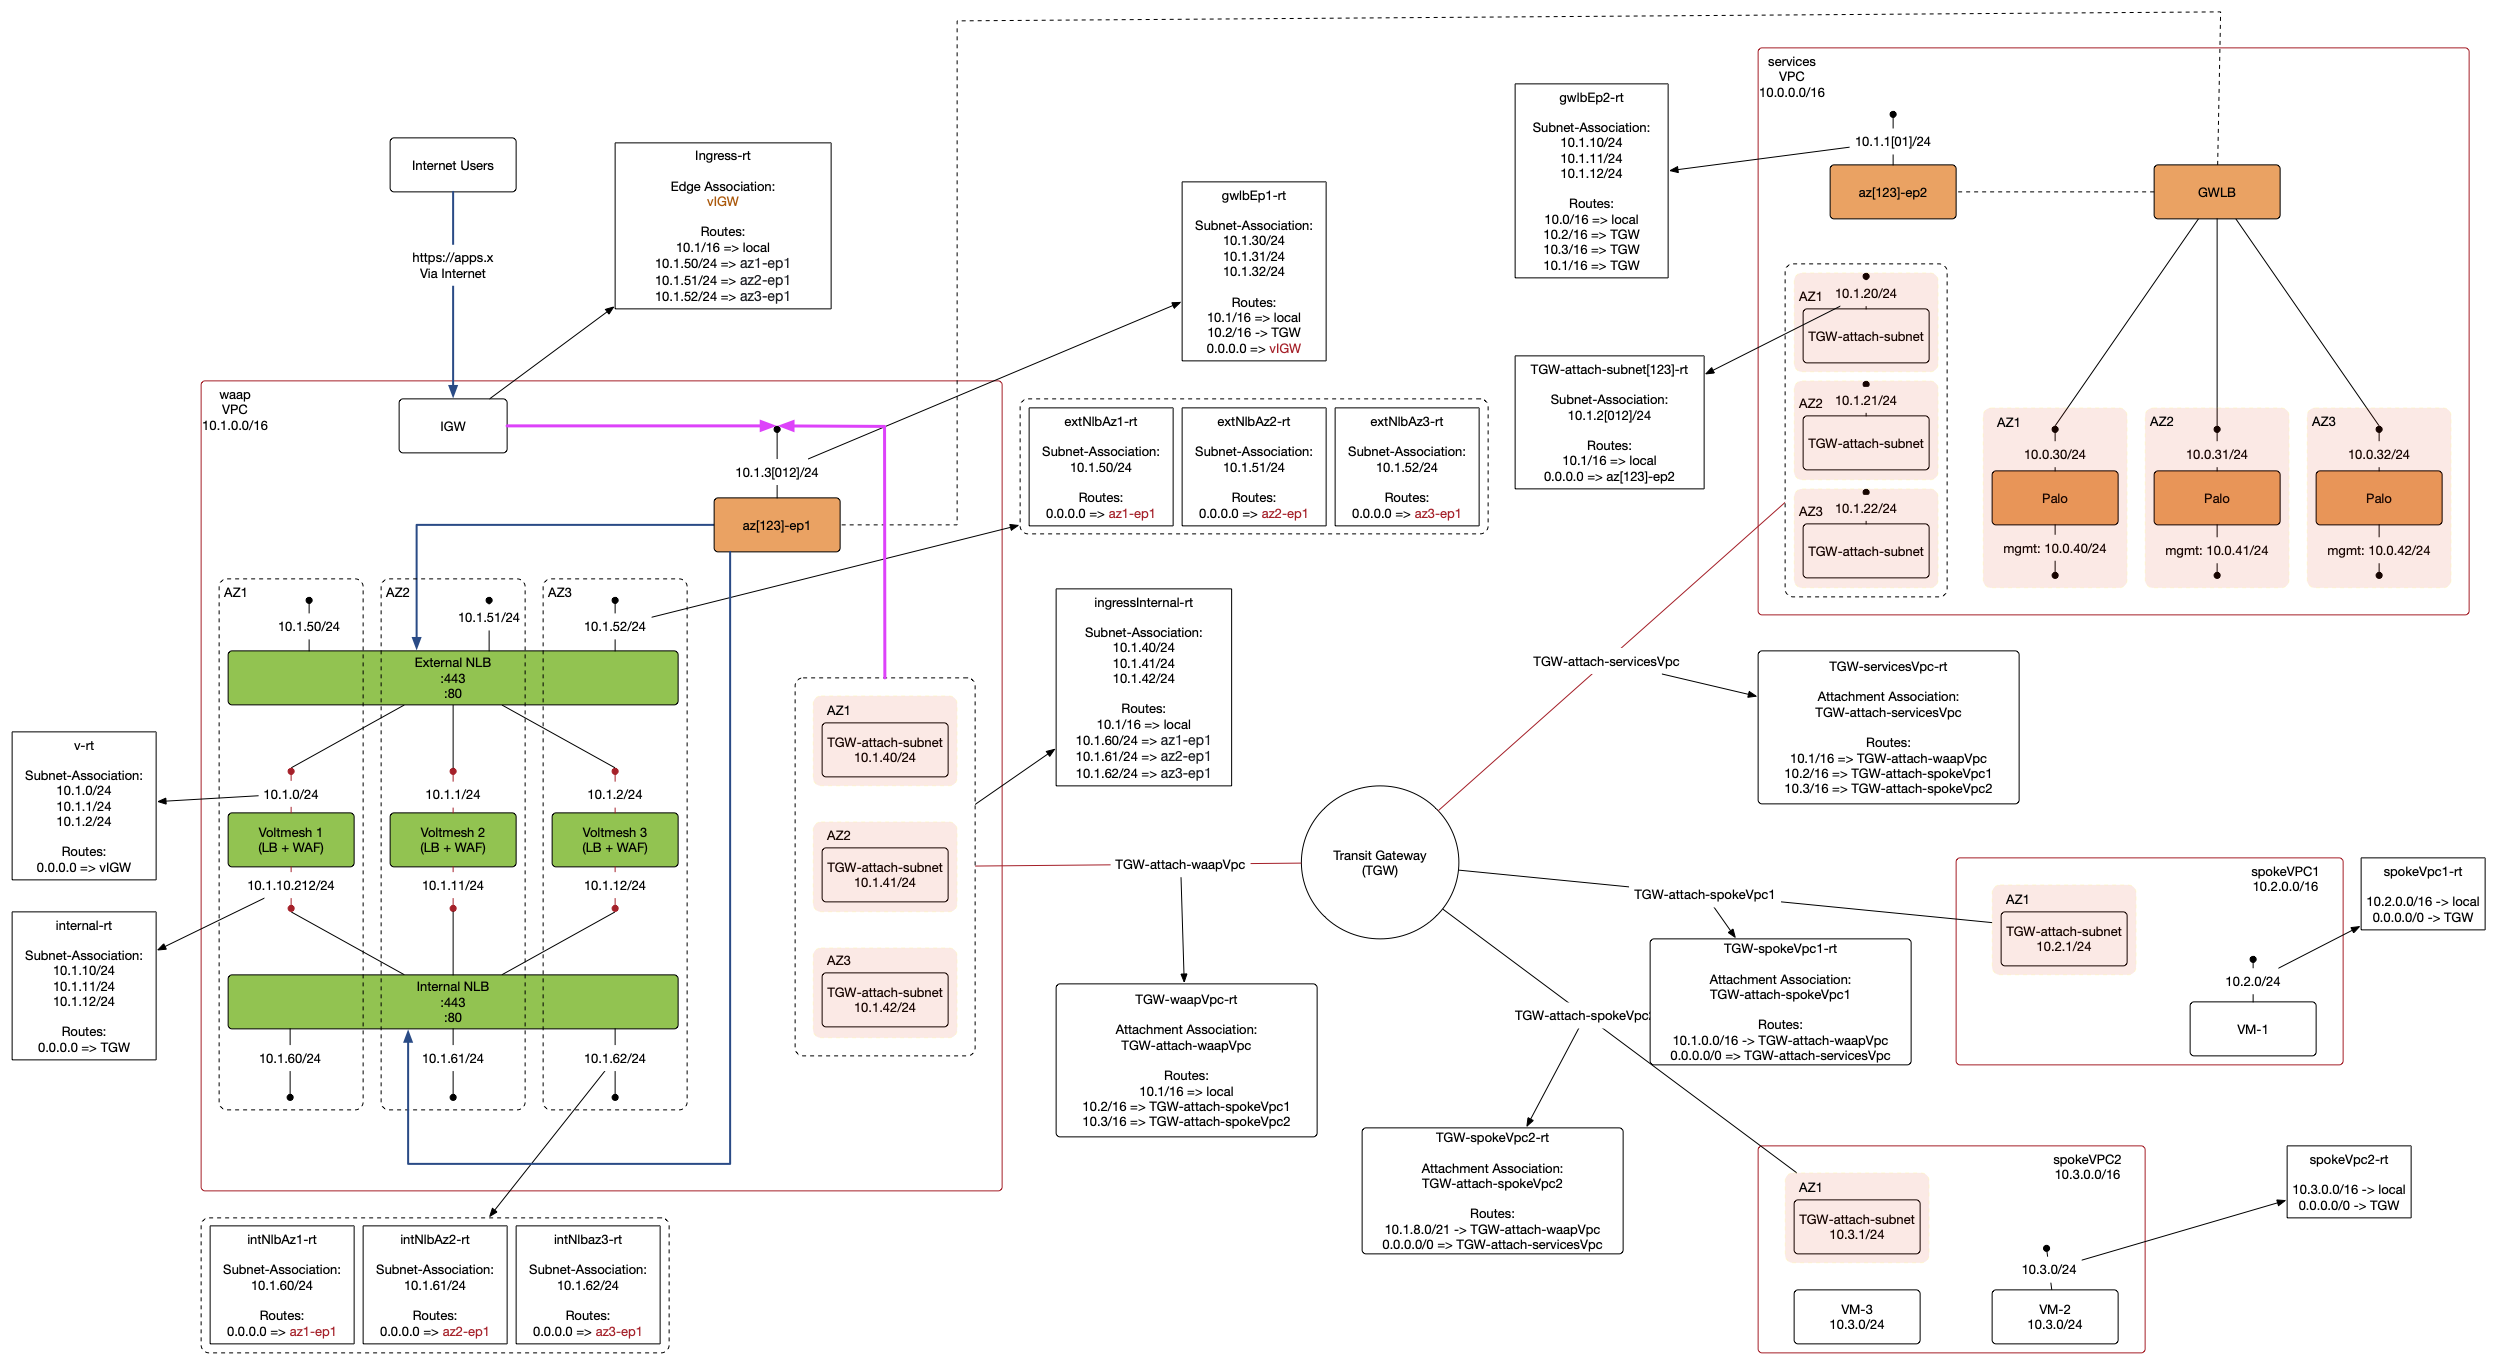 services
VPC
10.0.0.0/16
gwlbEp2-rt
Subnet-Association:
10.1.10/24
10.1.11/24
10.1.12/24
Routes:
10.0/16 => local
10.2/16 => TGW
10.3/16 => TGW
10.1/16 => TGW
10.1.1[01]/24
az[123]-ep2
GWLB
Internet Users
https://apps.x
Via Internet
Ingress-rt
Edge Association:
vIGW
Routes:
10.1/16 => local
10.1.50/24 => az1-ep1
10.1.51/24 => az2-ep1
10.1.52/24 => az3-ep1
gwlbEp1-rt
Subnet-Association:
10.1.30/24
10.1.31/24
10.1.32/24
Routes:
10.1/16 => local
10.2/16 -> TGW
0.0.0.0 => vIGW
AZ1
10.1.20/24
TGW-attach-subnet
AZ2
10.1.21/24
TGW-attach-subnet
AZ3
10.1.22/24
TGW-attach-subnet
TGW-attach-subnet[123]-rt
Subnet-Association:
10.1.2[012]/24
Routes:
10.1/16 => local
0.0.0.0 => az[123]-ep2
AZ1
10.0.30/24
Palo
mgmt: 10.0.40/24
AZ2
10.0.31/24
Palo
mgmt: 10.0.41/24
AZ3
10.0.32/24
Palo
mgmt: 10.0.42/24
waap
VPC
10.1.0.0/16
IGW
10.1.3[012]/24
az[123]-ep1
extNlbAz1-rt
Subnet-Association:
10.1.50/24
Routes:
0.0.0.0 => az1-ep1
extNlbAz2-rt
Subnet-Association:
10.1.51/24
Routes:
0.0.0.0 => az2-ep1
extNlbAz3-rt
Subnet-Association:
10.1.52/24
Routes:
0.0.0.0 => az3-ep1
AZ1
10.1.50/24
AZ2
10.1.51/24
AZ3
10.1.52/24
External NLB
:443
:80
10.1.0/24
10.1.1/24
10.1.2/24
Voltmesh 1
(LB + WAF)
Voltmesh 2
(LB + WAF)
Voltmesh 3
(LB + WAF)
10.1.10.212/24
10.1.11/24
10.1.12/24
Internal NLB
:443
:80
10.1.60/24
10.1.61/24
10.1.62/24
v-rt
Subnet-Association:
10.1.0/24
10.1.1/24
10.1.2/24
Routes:
0.0.0.0 => vIGW
internal-rt
Subnet-Association:
10.1.10/24
10.1.11/24
10.1.12/24
Routes:
0.0.0.0 => TGW
AZ1
TGW-attach-subnet
10.1.40/24
AZ2
TGW-attach-subnet
10.1.41/24
AZ3
TGW-attach-subnet
10.1.42/24
ingressInternal-rt
Subnet-Association:
10.1.40/24
10.1.41/24
10.1.42/24
Routes:
10.1/16 => local
10.1.60/24 => az1-ep1
10.1.61/24 => az2-ep1
10.1.62/24 => az3-ep1
TGW-attach-servicesVpc
TGW-servicesVpc-rt
Attachment Association:
TGW-attach-servicesVpc
Routes:
10.1/16 => TGW-attach-waapVpc
10.2/16 => TGW-attach-spokeVpc1
10.3/16 => TGW-attach-spokeVpc2
Transit Gateway
(TGW)
TGW-attach-waapVpc
TGW-waapVpc-rt
Attachment Association:
TGW-attach-waapVpc
Routes:
10.1/16 => local
10.2/16 => TGW-attach-spokeVpc1
10.3/16 => TGW-attach-spokeVpc2
TGW-attach-spokeVpc1
TGW-spokeVpc1-rt
Attachment Association:
TGW-attach-spokeVpc1
Routes:
10.1.0.0/16 -> TGW-attach-waapVpc
0.0.0.0/0 => TGW-attach-servicesVpc
TGW-attach-spokeVpc
TGW-spokeVpc2-rt
Attachment Association:
TGW-attach-spokeVpc2
Routes:
10.1.8.0/21 -> TGW-attach-waapVpc
0.0.0.0/0 => TGW-attach-servicesVpc
spokeVPC1
10.2.0.0/16
AZ1
TGW-attach-subnet
10.2.1/24
10.2.0/24
VM-1
spokeVpc1-rt
10.2.0.0/16 -> local
0.0.0.0/0 -> TGW
spokeVPC2
10.3.0.0/16
AZ1
TGW-attach-subnet
10.3.1/24
10.3.0/24
VM-3
10.3.0/24
VM-2
10.3.0/24
spokeVpc2-rt
10.3.0.0/16 -> local
0.0.0.0/0 -> TGW
intNlbAz1-rt
Subnet-Association:
10.1.60/24
Routes:
0.0.0.0 => az1-ep1
intNlbAz2-rt
Subnet-Association:
10.1.61/24
Routes:
0.0.0.0 => az2-ep1
intNlbaz3-rt
Subnet-Association:
10.1.62/24
Routes:
0.0.0.0 => az3-ep1